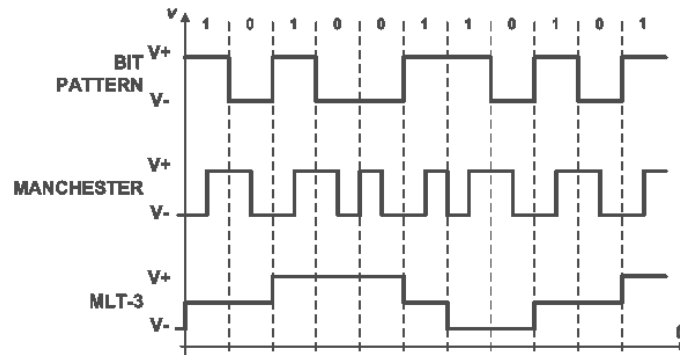 V
1 0 1 0 0 1 1 0 1 0 1
V+
BIT
PATTERN
V-
V+
MANCHESTER
V-
V+
MLT-3
V-